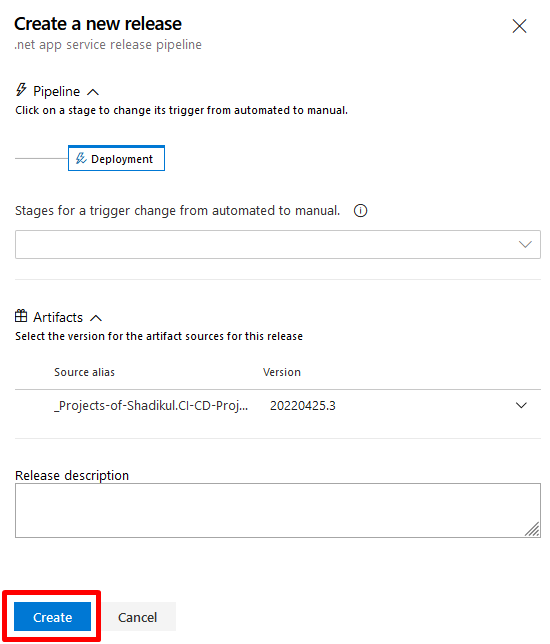 Create a new release
.net app service release pipeline
Pipeline
Click on a stage to change its trigger from automated to manual.
Deployment
Stages for a trigger change from automated to manual.
Artifacts
Select the version for the artifact sources for this release
Source alias Version
_Projects-of-Shadikul.CI-CD-Proj... 20220425.3
Release description
Create Cancel